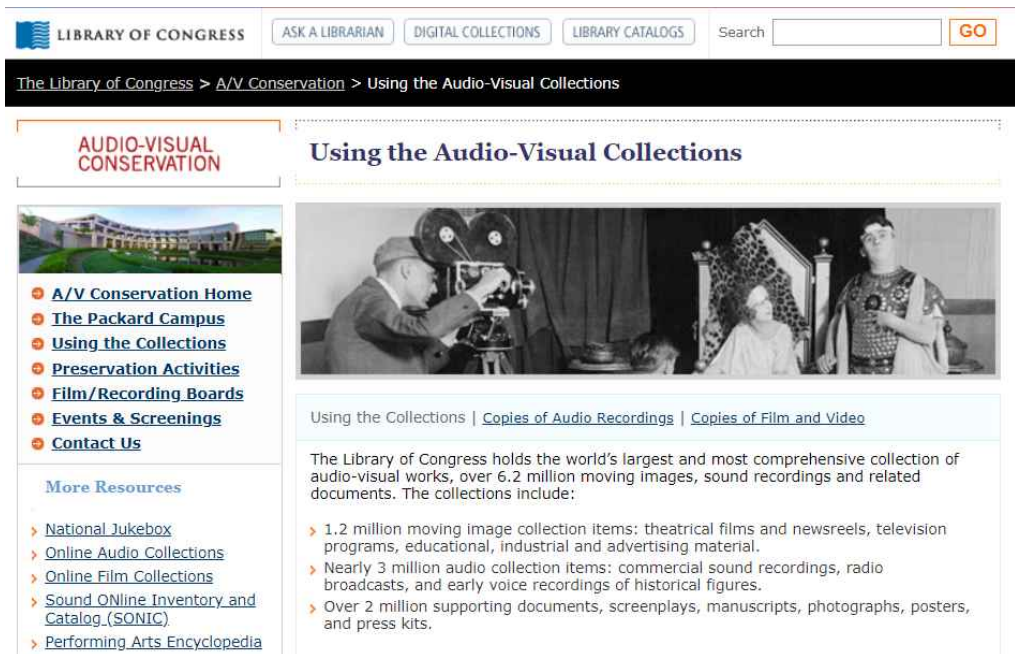 LIBRARY OF CONGRESS
ASK A LIBRARIAN
DIGITAL COLLECTIONS
LIBRARY CATALOGS
Search
GO
The Library of Congress > A/V Conservation > Using the Audio-Visual Collections
AUDIO-VISUAL
CONSERVATION
A/V Conservation Home
The Packard Campus
Using the Collections
Preservation Activities
Film/Recording Boards
Events & Screenings
Contact Us
More Resources
National Jukebox
Online Audio Collections
Online Film Collections
Sound ONline Inventory and
Catalog (SONIC)
Performing Arts Encyclopedia
Using the Audio-Visual Collections
Using the Collections | Copies of Audio Recordings | Copies of Film and Video
The Library of Congress holds the world’s largest and most comprehensive collection of
audio-visual works, over 6.2 million moving images, sound recordings and related
documents. The collections include:
1.2 million moving image collection items: theatrical films and newsreels, television
programs, educational, industrial and advertising material.
Nearly 3 million audio collection items: commercial sound recordings, radio
broadcasts, and early voice recordings of historical figures.
Over 2 million supporting documents, screenplays, manuscripts, photographs, posters,
and press kits.